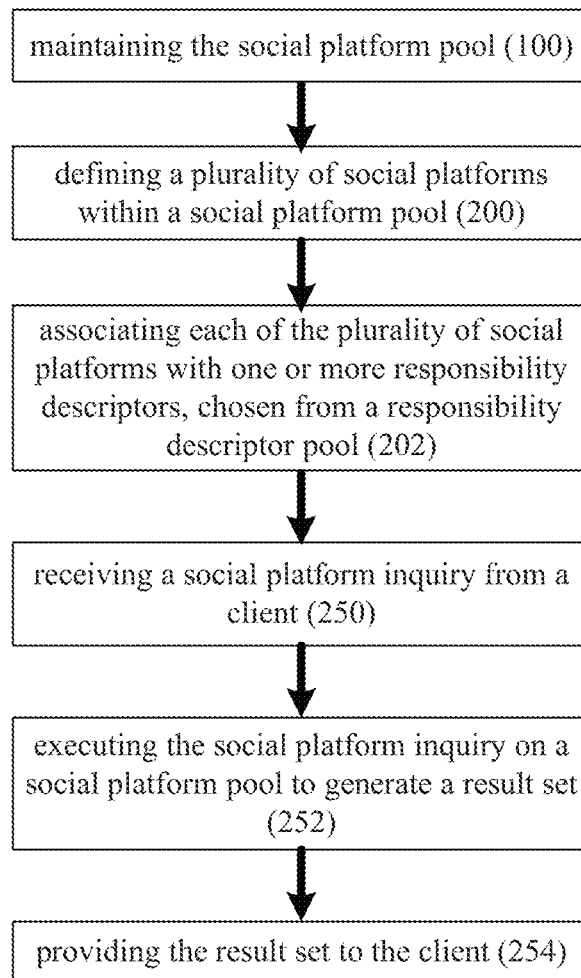 maintaining the social platform pool (100)
defining a plurality of social platforms
within a social platform pool (200)
associating each of the plurality of social
platforms with one or more responsibility
descriptors, chosen from a responsibility
descriptor pool (202)
receiving a social platform inquiry from a
client (250)
executing the social platform inquiry on a
social platform pool to generate a result set
(252)
providing the result set to the client (254)